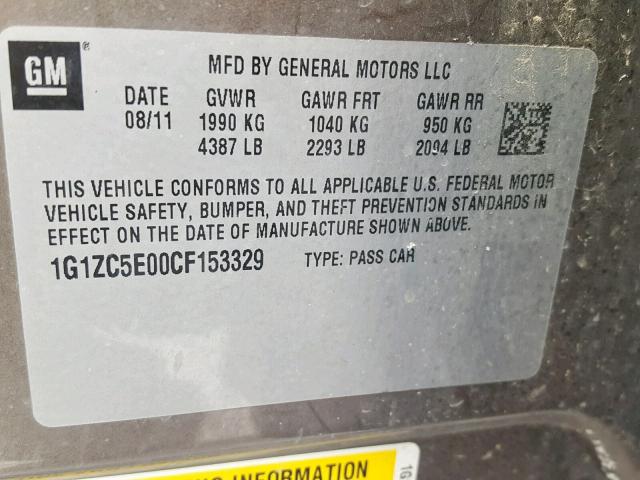 GM ®
MFD BY GENERAL MOTORS LLC
DATE GVWR GAWR FRT GAWR RR
08/11 1990 KG 1040 KG 950 KG
4387 LB 2293 LB 2094 LB
THIS VEHICLE CONFORMS TO ALL APPLICABLE U.S. FEDERAL MOTOR
VEHICLE SAFETY, BUMPER, AND THEFT PREVENTION STANDARDS IN
EFFECT ON THE DATE OF MANUFACTURE SHOWN ABOVE.
1G1ZC5E00CF153329 TYPE: PASS CAR
INFORMATION